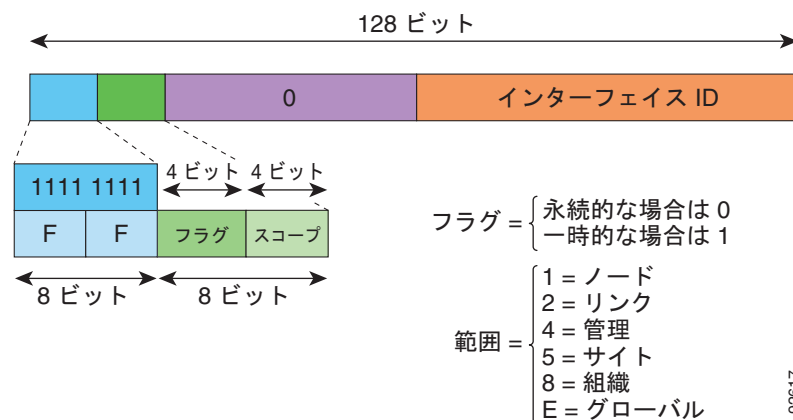 128 ビット
0
インターフェイス ID
4 ビット 4 ビット
1111 1111
F F フラグ スコープ
8 ビット 8 ビット
フラグ = 永続的な場合は 0
一時的な場合は 1
範囲 = 1 = ノード
2 = リンク
4 = 管理
5 = サイト
8 = 組織
E = グローバル